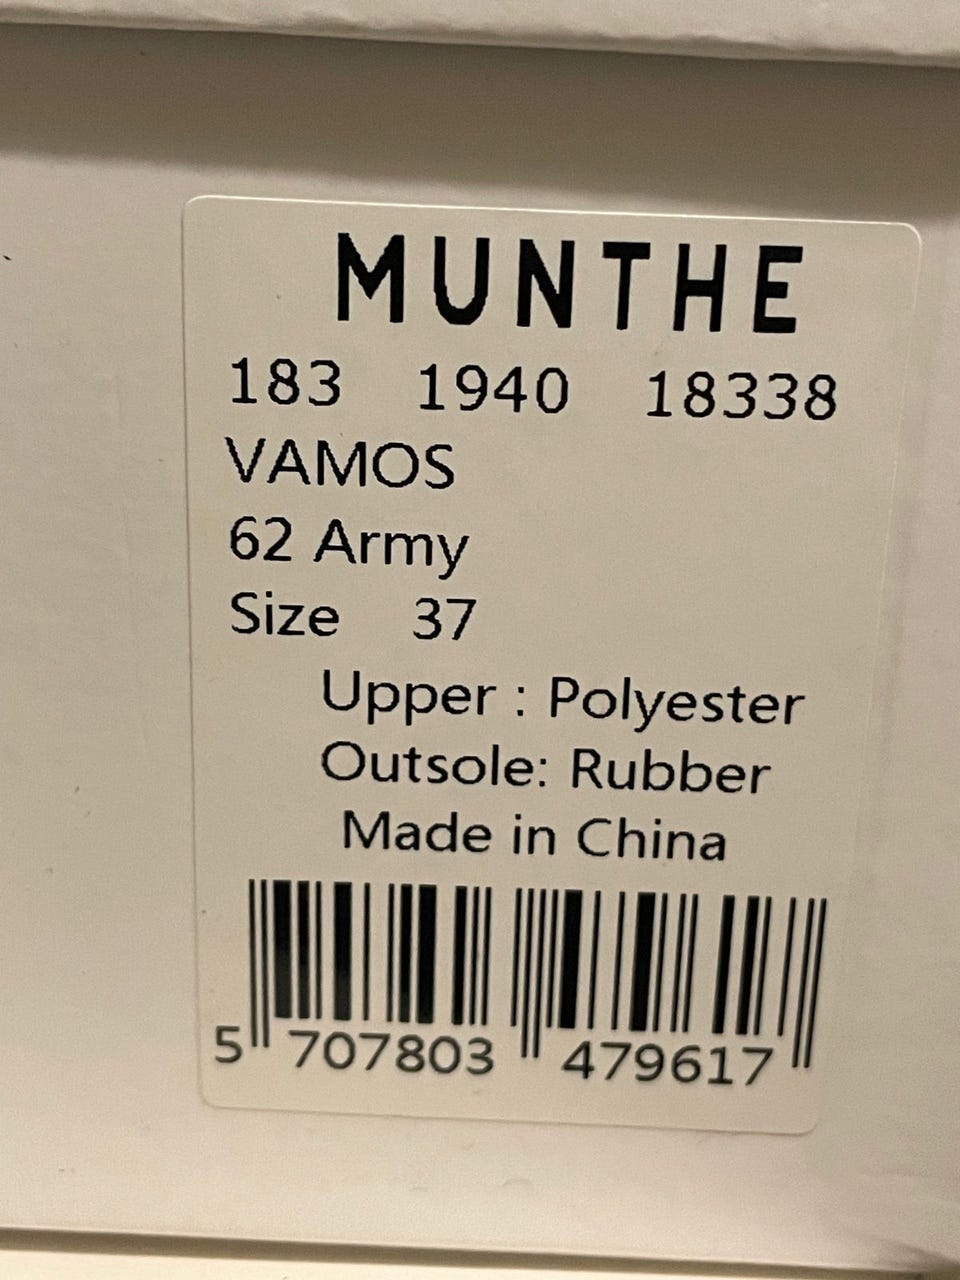 MUNTHE
183 1940 18338
VAMOS
62 Army
Size 37
Upper : Polyester
Outsole: Rubber
Made in China
5 707803 479617